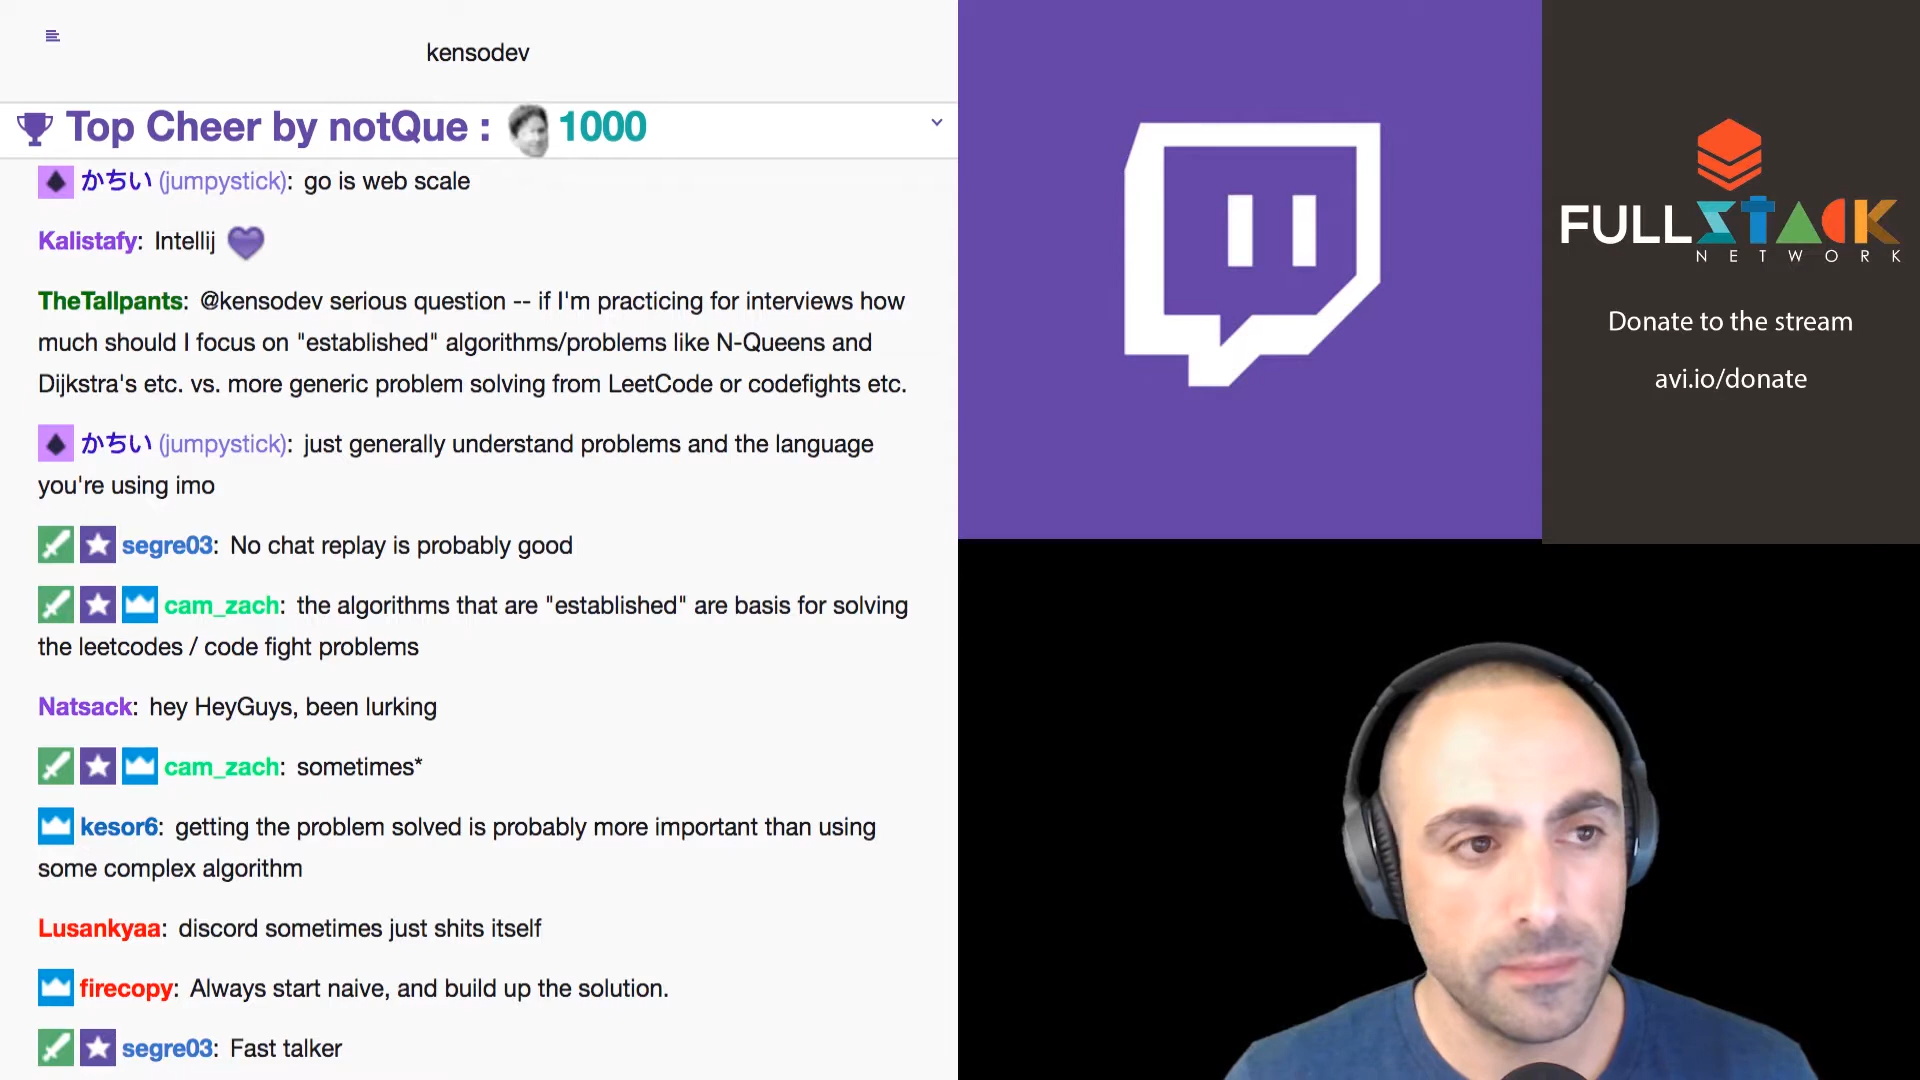 kensodev
Top Cheer by notQue : 1000
かちい (jumpystick): go is web scale
Kalistafy: Intellij
TheTallpants: @kensodev serious question -- if I'm practicing for interviews how
much should I focus on "established" algorithms/problems like N-Queens and
Dijkstra's etc. vs. more generic problem solving from LeetCode or codefights etc.
かちい (jumpystick): just generally understand problems and the language
you're using imo
segre03: No chat replay is probably good
cam_zach: the algorithms that are "established" are basis for solving
the leetcodes / code fight problems
Natsack: hey HeyGuys, been lurking
cam_zach: sometimes*
kesor6: getting the problem solved is probably more important than using
some complex algorithm
Lusankyaa: discord sometimes just shits itself
firecopy: Always start naive, and build up the solution.
segre03: Fast talker
FULLSTACK
NETWORK
Donate to the stream
avi.io/donate